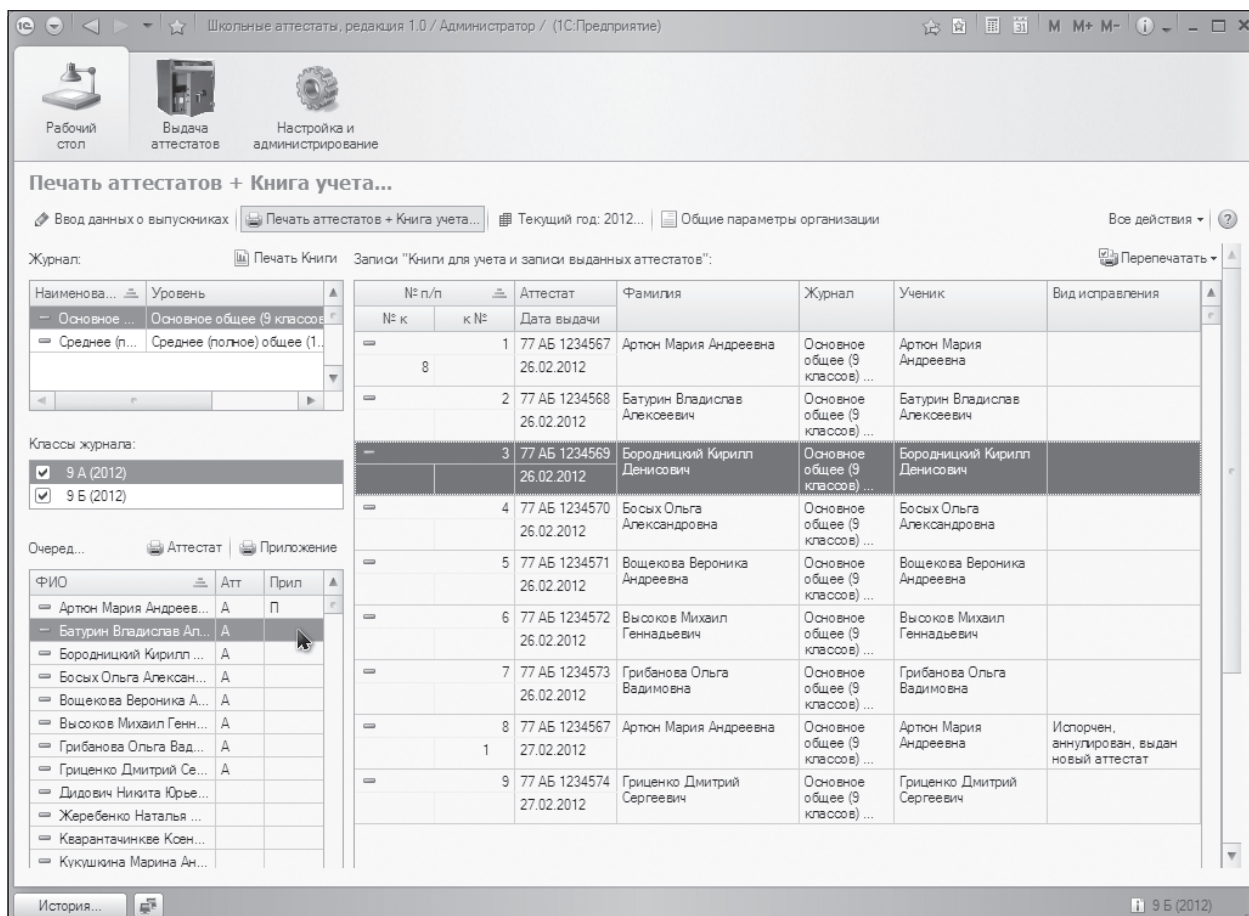 1С Школьные аттестаты, редакция 1.0 / Администратор / (1С:Предприятие) 31 M M+ M-
Рабочий стол
Выдача аттестатов
Настройка и администрирование
Печать аттестатов + Книга учета...
Ввод данных о выпускниках Печать аттестатов + Книга учета... Текущий год: 2012... Общие параметры организации Все действия ?
Журнал: Печать Книги
Наименова... Уровень
Основное ... Основное общее (9 классов
Среднее (п... Среднее (полное) общее (1..
Классы журнала:
9 А (2012)
9 Б (2012)
Очеред... Аттестат Приложение
ФИО Атт Прил
Артюн Мария Андреев... А П
Батурин Владислав Ал... А
Бородницкий Кирилл ... А
Босых Ольга Алексан... А
Вощекова Вероника А... А
Высоков Михаил Генн... А
Грибанова Ольга Вад... А
Гриценко Дмитрий Се... А
Дидович Никита Юрье...
Жеребенко Наталья ...
Кварантачинкве Ксен...
Кукушкина Марина Ан...
Записи "Книги для учета и записи выданных аттестатов": Перепечатать
№ п/п Аттестат Фамилия Журнал Ученик Вид исправления
№ к к № Дата выдачи
1 77 АБ 1234567 Артюн Мария Андреевна Основное Артюн Мария
8 26.02.2012 общее (9 Андреевна
классов) ...
2 77 АБ 1234568 Батурин Владислав Основное Батурин Владислав
26.02.2012 Алексеевич общее (9 Алексеевич
классов) ...
3 77 АБ 1234569 Бородницкий Кирилл Основное Бородницкий Кирилл
26.02.2012 Денисович общее (9 Денисович
классов) ...
4 77 АБ 1234570 Босых Ольга Основное Босых Ольга
26.02.2012 Александровна общее (9 Александровна
классов) ...
5 77 АБ 1234571 Вощекова Вероника Основное Вощекова Вероника
26.02.2012 Андреевна общее (9 Андреевна
классов) ...
6 77 АБ 1234572 Высоков Михаил Основное Высоков Михаил
26.02.2012 Геннадьевич общее (9 Геннадьевич
классов) ...
7 77 АБ 1234573 Грибанова Ольга Основное Грибанова Ольга
26.02.2012 Вадимовна общее (9 Вадимовна
классов) ...
8 77 АБ 1234567 Артюн Мария Андреевна Основное Артюн Мария Испорчен,
1 27.02.2012 общее (9 Андреевна аннулирован, выдан
классов) ... новый аттестат
9 77 АБ 1234574 Гриценко Дмитрий Основное Гриценко Дмитрий
27.02.2012 Сергеевич общее (9 Сергеевич
классов) ...
История... 9 Б (2012)